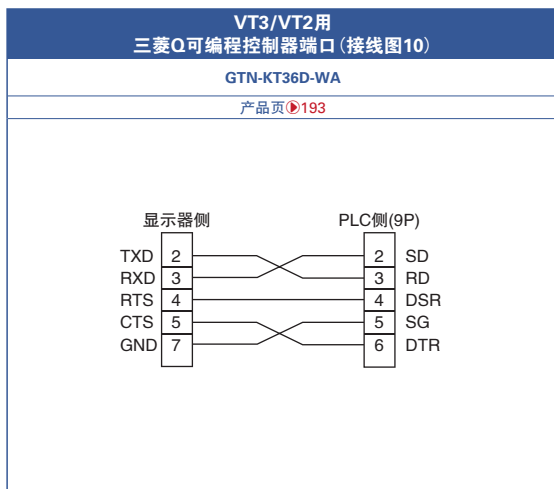 VT3/VT2用
三菱Q可编程控制器端口（接线图10）
GTN-KT36D-WA
产品页193
显示器侧 PLC侧(9P)
TXD 2 2 SD
RXD 3 3 RD
RTS 4 4 DSR
CTS 5 5 SG
GND 7 6 DTR